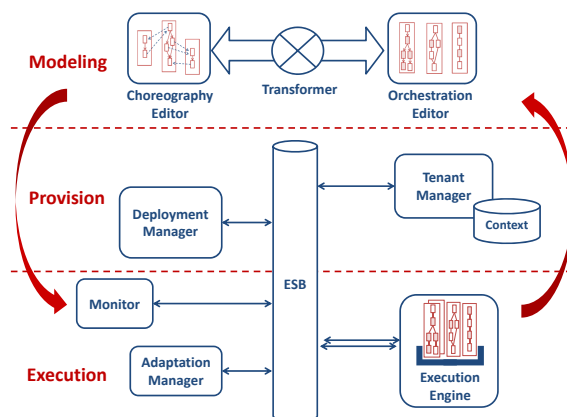 Modeling
Choreography
Editor
Transformer
Orchestration
Editor
Provision
Deployment
Manager
Tenant
Manager
Context
ESB
Monitor
Execution
Adaptation
Manager
Execution
Engine